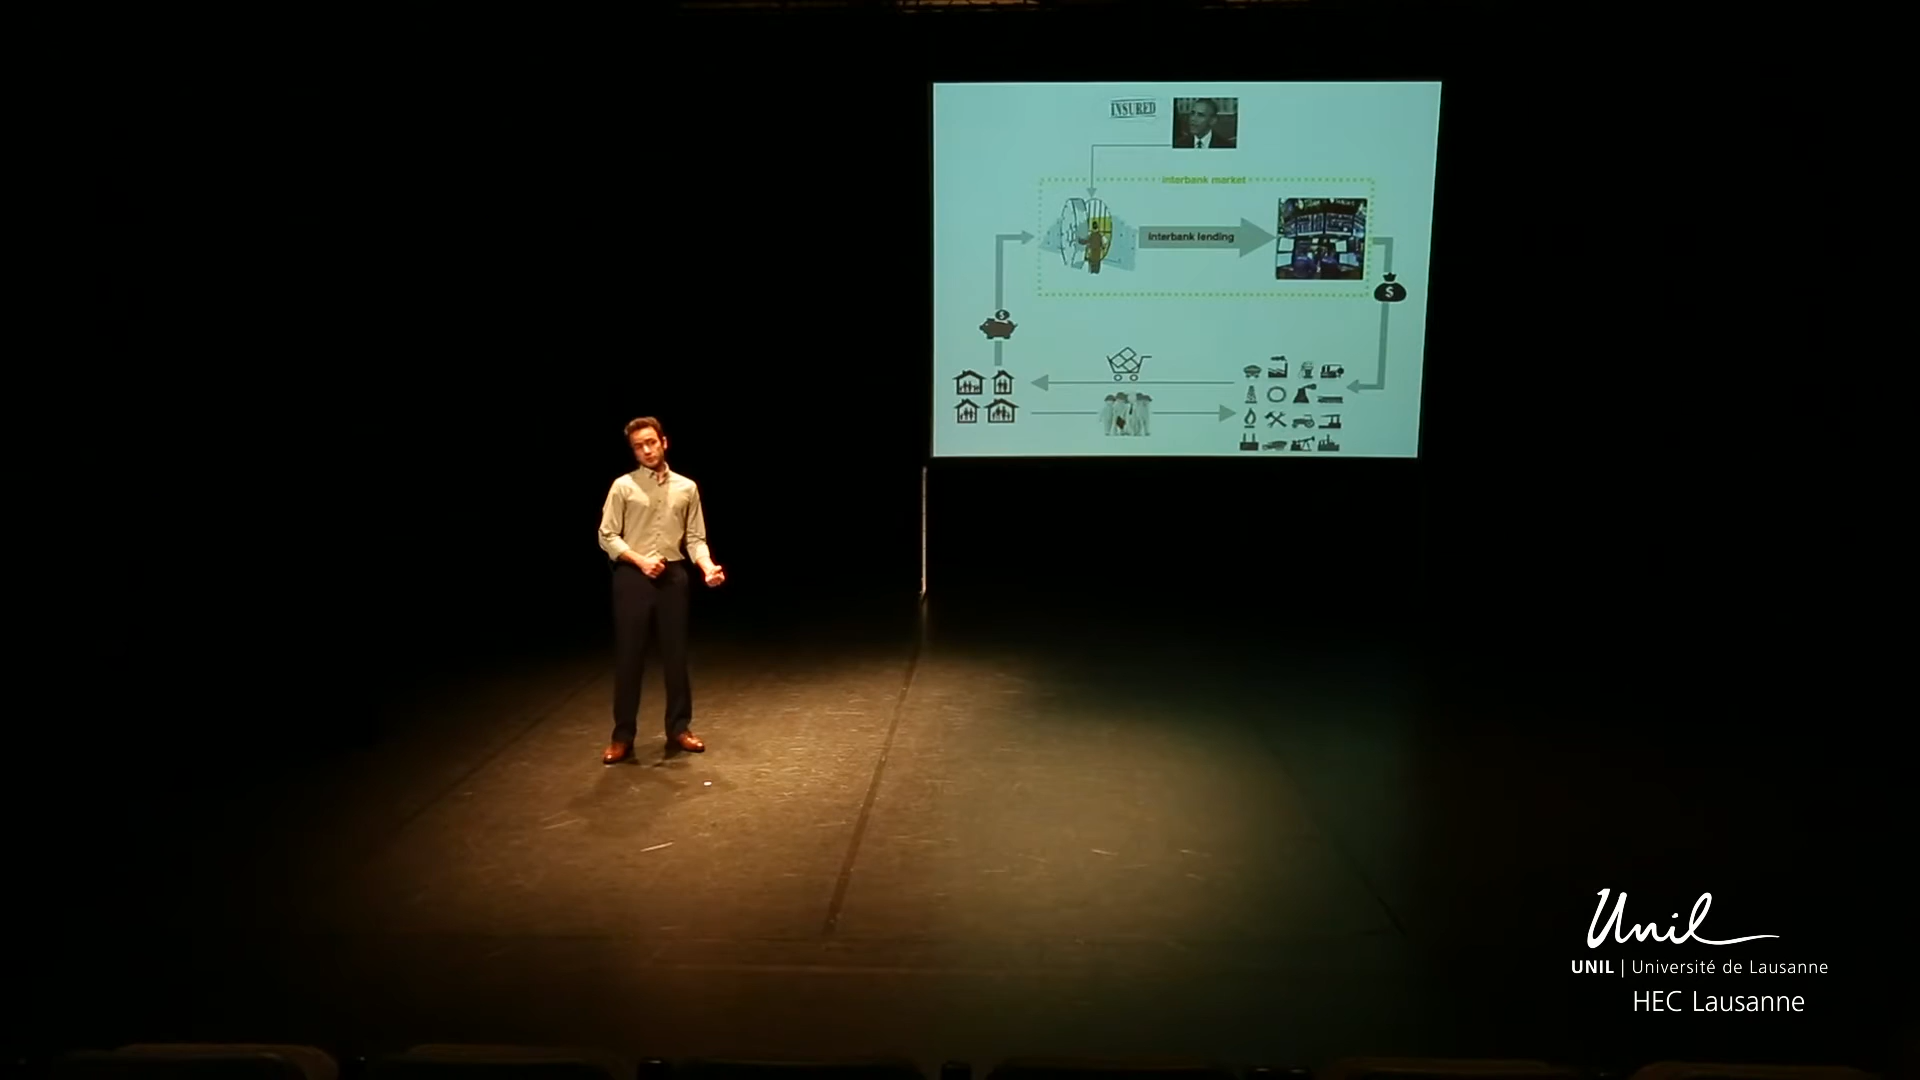 INSURED
interbank market
interbank lending
$
$
Unil
UNIL | Université de Lausanne
HEC Lausanne